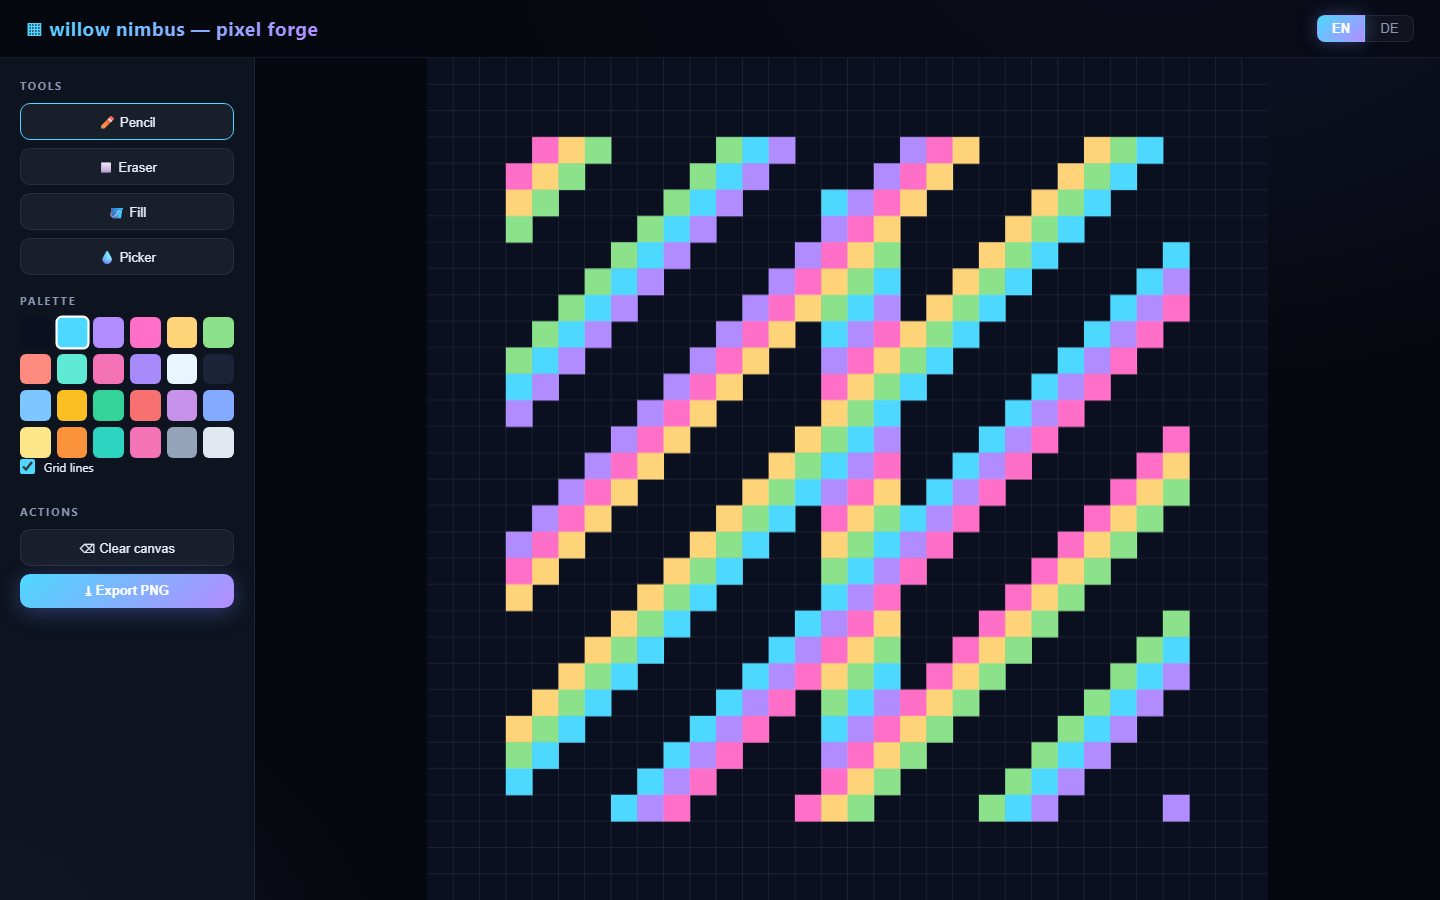 ▦ willow nimbus — pixel forge
EN DE
TOOLS
Pencil
Eraser
Fill
Picker
PALETTE
Grid lines
ACTIONS
⌫ Clear canvas
⤓ Export PNG